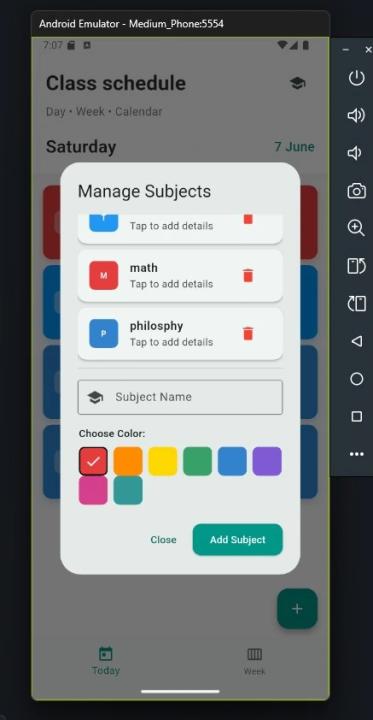 Android Emulator - Medium_Phone:5554
7:07
Class schedule
Day • Week • Calendar
Saturday
7 June
Manage Subjects
Tap to add details
M
math
Tap to add details
P
philosphy
Tap to add details
Subject Name
Choose Color:
Close
Add Subject
+
Today
Week